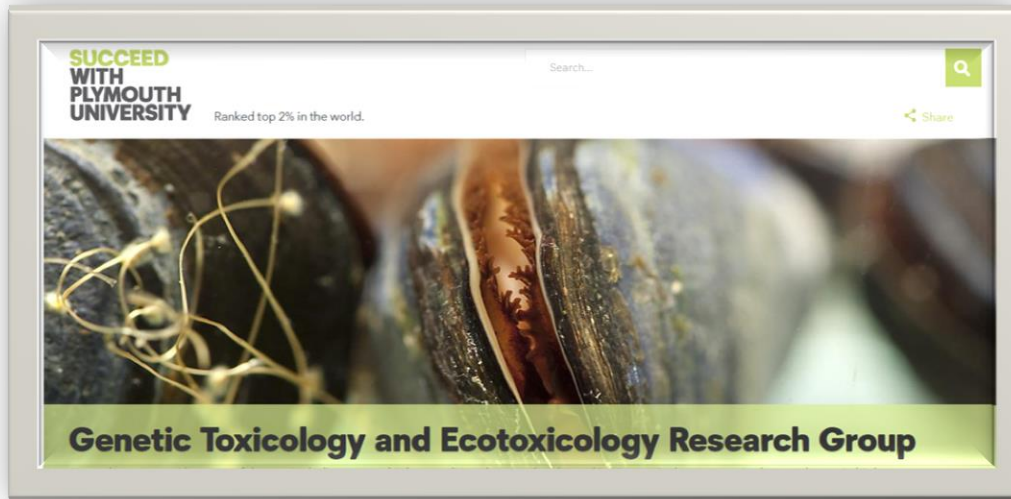 SUCCEED
WITH
PLYMOUTH
UNIVERSITY
Ranked top 2% in the world.
Search...
Share
Genetic Toxicology and Ecotoxicology Research Group